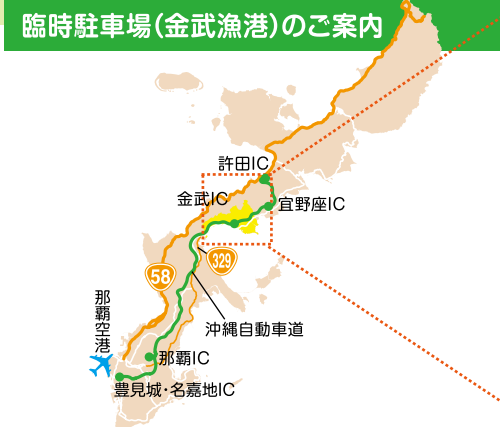 臨時駐車場（金武漁港）のご案内
許田IC
金武IC
宜野座IC
329
58
沖縄自動車道
那覇空港
那覇IC
豊見城・名嘉地IC